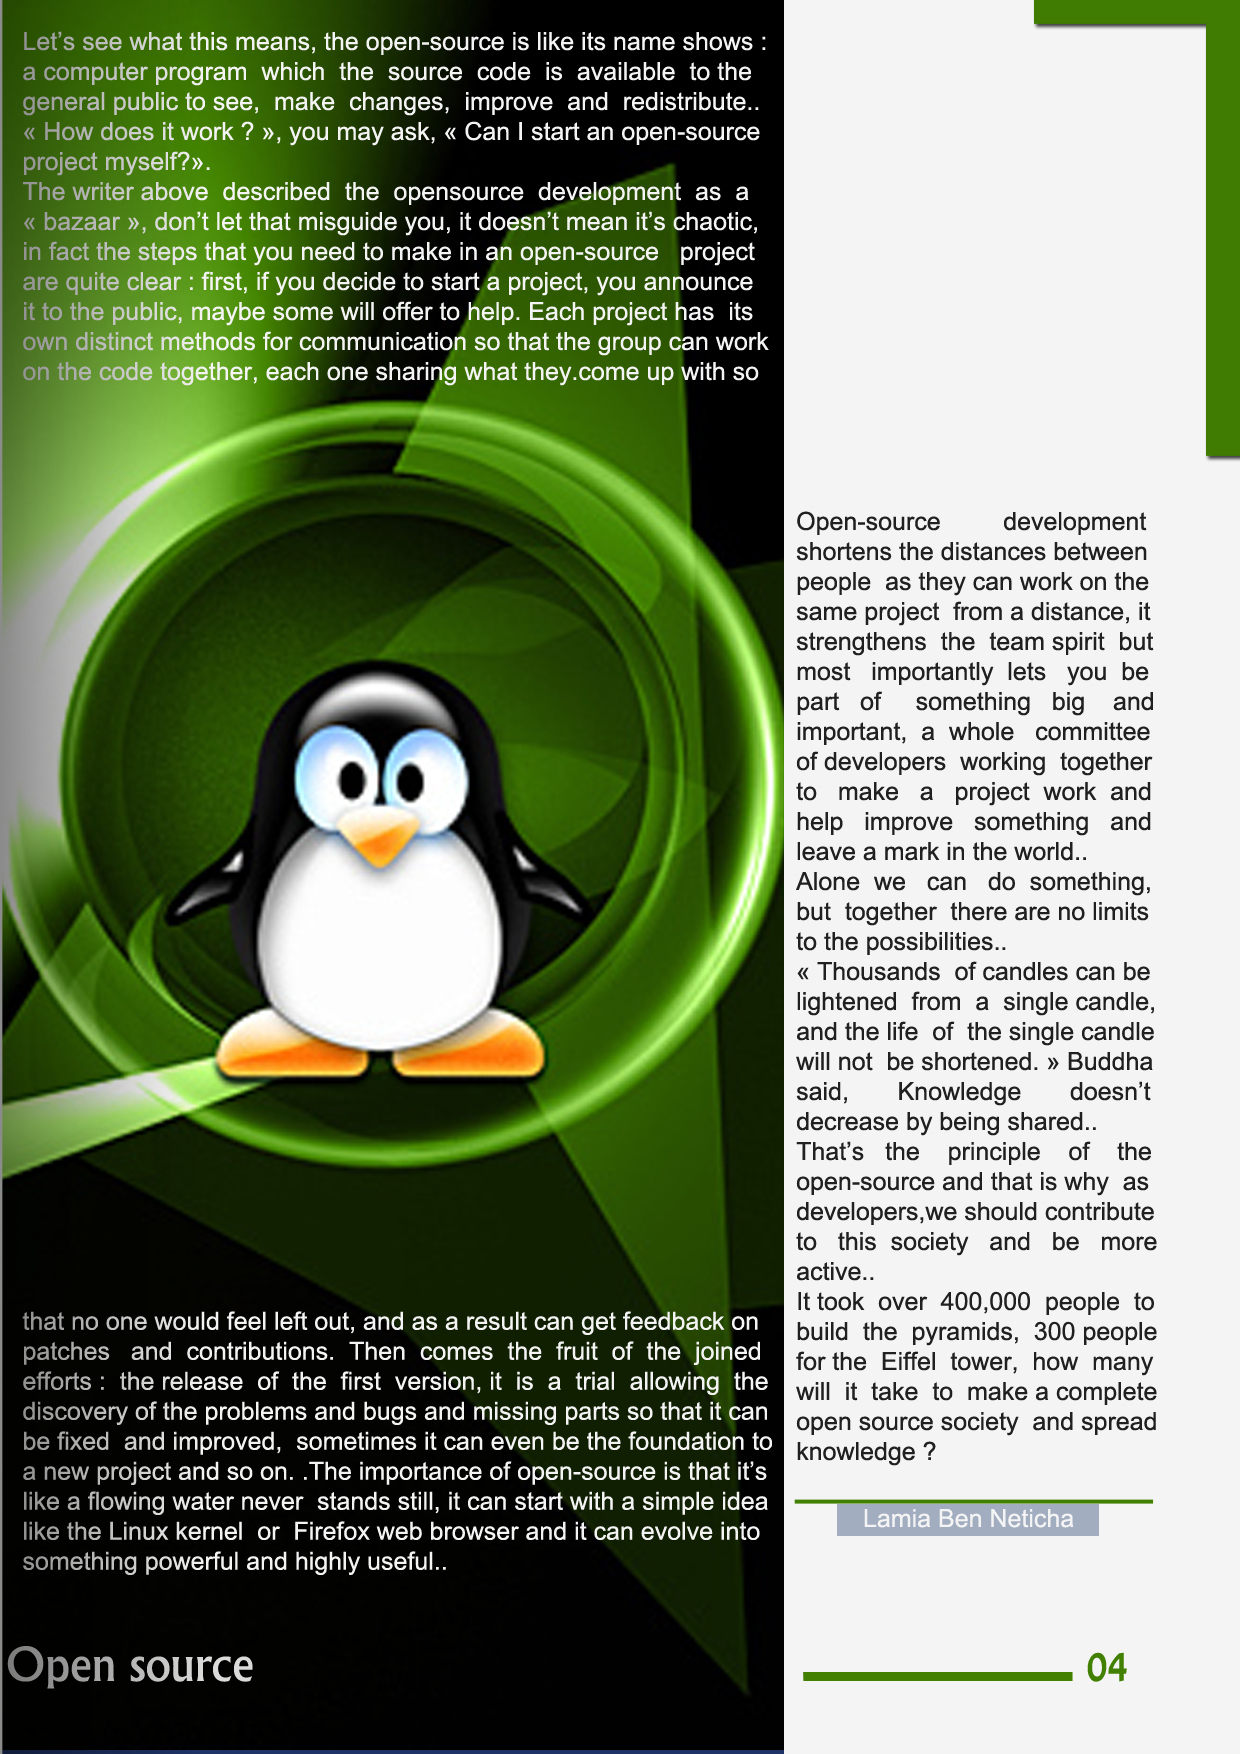 Let’s see what this means, the open-source is like its name shows :
a computer program which the source code is available to the
general public to see, make changes, improve and redistribute..
« How does it work ? », you may ask, « Can I start an open-source
project myself?».
The writer above described the opensource development as a
« bazaar », don’t let that misguide you, it doesn’t mean it’s chaotic,
in fact the steps that you need to make in an open-source project
are quite clear : first, if you decide to start a project, you announce
it to the public, maybe some will offer to help. Each project has its
own distinct methods for communication so that the group can work
on the code together, each one sharing what they.come up with so
that no one would feel left out, and as a result can get feedback on
patches and contributions. Then comes the fruit of the joined
efforts : the release of the first version, it is a trial allowing the
discovery of the problems and bugs and missing parts so that it can
be fixed and improved, sometimes it can even be the foundation to
a new project and so on. .The importance of open-source is that it’s
like a flowing water never stands still, it can start with a simple idea
like the Linux kernel or Firefox web browser and it can evolve into
something powerful and highly useful..
Open-source development
shortens the distances between
people as they can work on the
same project from a distance, it
strengthens the team spirit but
most importantly lets you be
part of something big and
important, a whole committee
of developers working together
to make a project work and
help improve something and
leave a mark in the world..
Alone we can do something,
but together there are no limits
to the possibilities..
« Thousands of candles can be
lightened from a single candle,
and the life of the single candle
will not be shortened. » Buddha
said, Knowledge doesn’t
decrease by being shared..
That’s the principle of the
open-source and that is why as
developers,we should contribute
to this society and be more
active..
It took over 400,000 people to
build the pyramids, 300 people
for the Eiffel tower, how many
will it take to make a complete
open source society and spread
knowledge ?
Lamia Ben Neticha
Open source
04